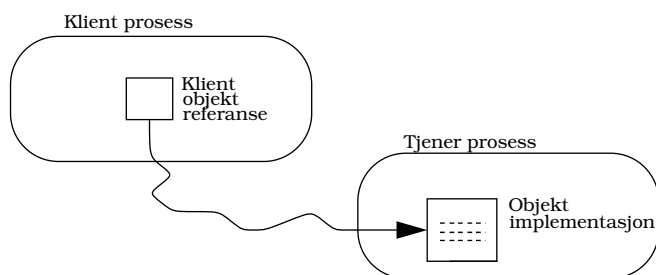 Klient prosess
Klient
objekt
referanse
Tjener prosess
Objekt
implementasjon